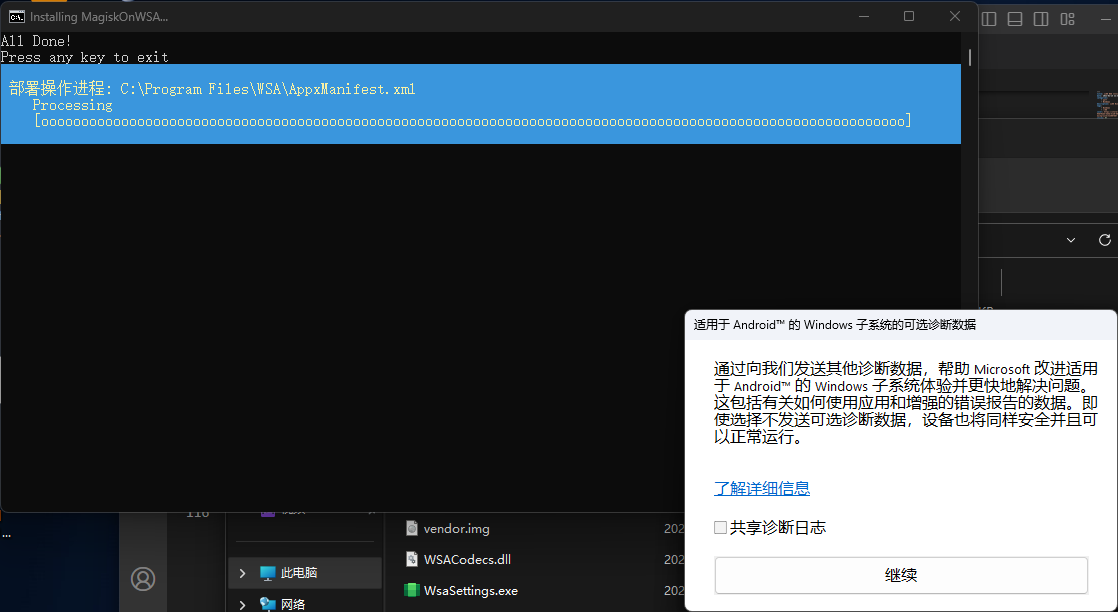 Installing MagiskOnWSA...
All Done!
Press any key to exit
部署操作进程: C:\Program Files\WSA\AppxManifest.xml
Processing
[oooooooooooooooooooooooooooooooooooooooooooooooooooooooooooooooooooooooooooooooooooooooooooooooooooooooooooo]
适用于 Android™ 的 Windows 子系统的可选诊断数据
通过向我们发送其他诊断数据，帮助 Microsoft 改进适用
于 Android™ 的 Windows 子系统体验并更快地解决问题。
这包括有关如何使用应用和增强的错误报告的数据。即
使选择不发送可选诊断数据，设备也将同样安全并且可
以正常运行。
了解详细信息
共享诊断日志
继续
vendor.img 202
此电脑 WSACodecs.dll 202
网络 WsaSettings.exe 202